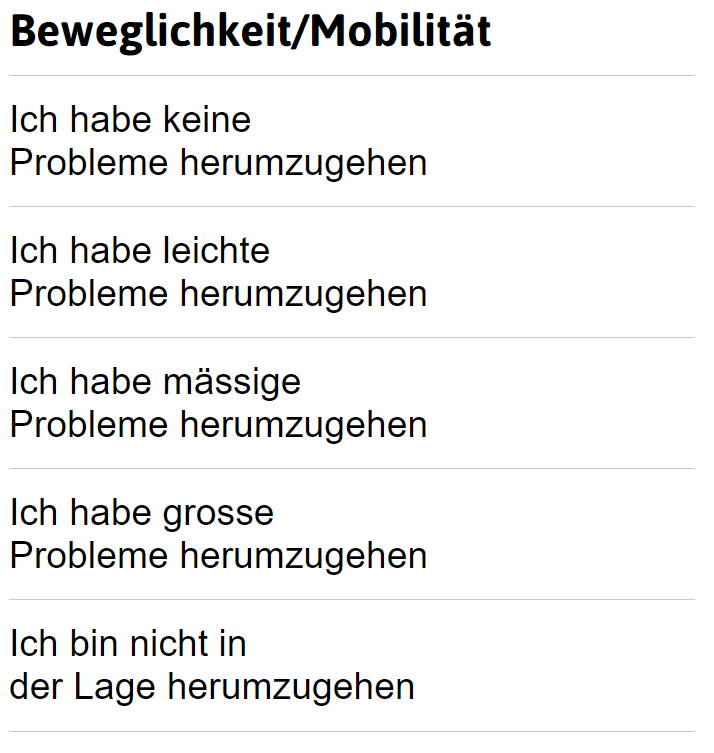 Beweglichkeit/Mobilität
Ich habe keine
Probleme herumzugehen
Ich habe leichte
Probleme herumzugehen
Ich habe mässige
Probleme herumzugehen
Ich habe grosse
Probleme herumzugehen
Ich bin nicht in
der Lage herumzugehen